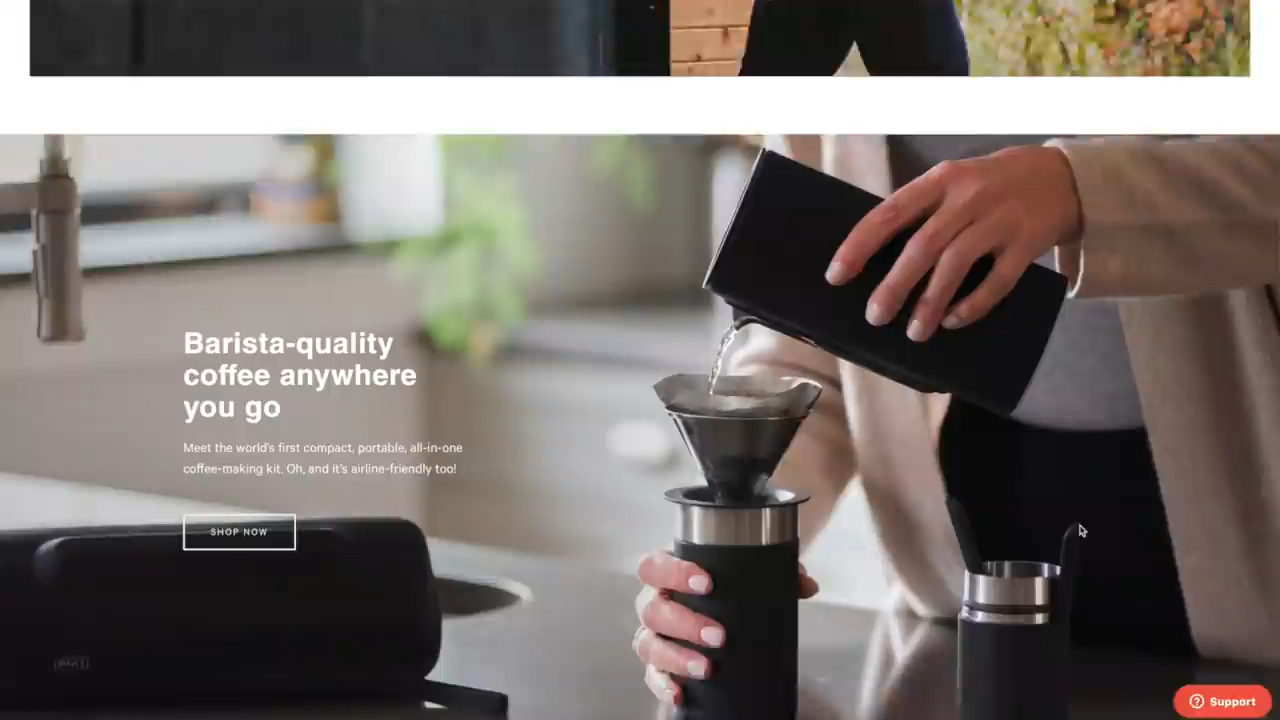 Barista-quality
coffee anywhere
you go
Meet the world's first compact, portable, all-in-one
coffee-making kit. Oh, and it's airline-friendly too!
SHOP NOW
Support